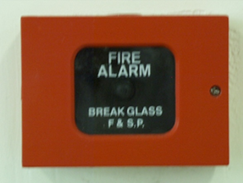 FIRE
ALARM
BREAK GLASS
F & S.P.